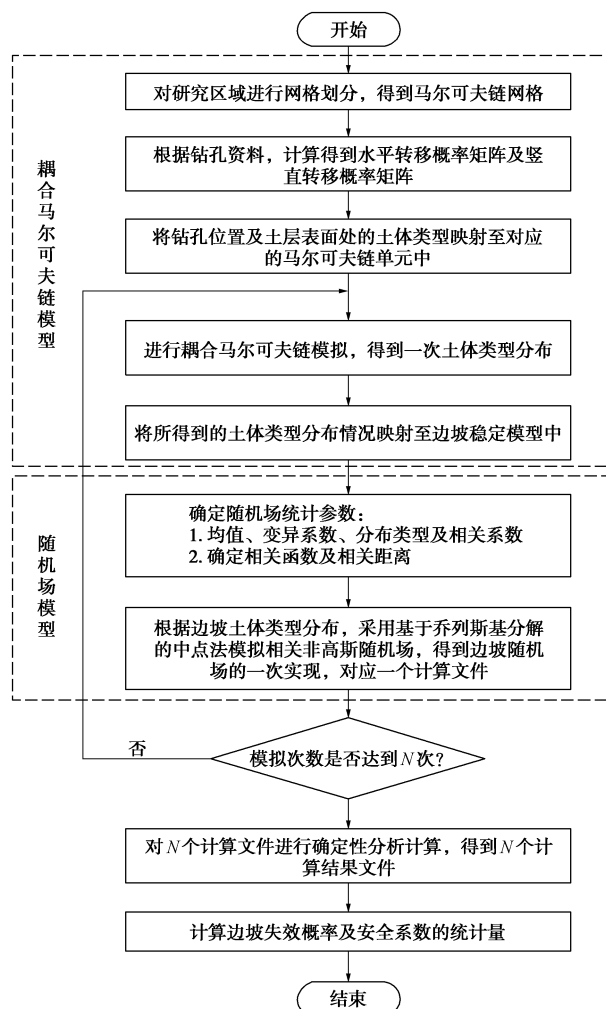 开始
耦合马尔可夫链模型
对研究区域进行网格划分，得到马尔可夫链网格
根据钻孔资料，计算得到水平转移概率矩阵及竖
直转移概率矩阵
将钻孔位置及土层表面处的土体类型映射至对应
的马尔可夫链单元中
进行耦合马尔可夫链模拟，得到一次土体类型分布
将所得到的土体类型分布情况映射至边坡稳定模型中
随机场模型
确定随机场统计参数：
1. 均值、变异系数、分布类型及相关系数
2. 确定相关函数及相关距离
根据边坡土体类型分布，采用基于乔列斯基分解
的中点法模拟相关非高斯随机场，得到边坡随机
场的一次实现，对应一个计算文件
否
模拟次数是否达到N次？
对N个计算文件进行确定性分析计算，得到N个计
算结果文件
计算边坡失效概率及安全系数的统计量
结束